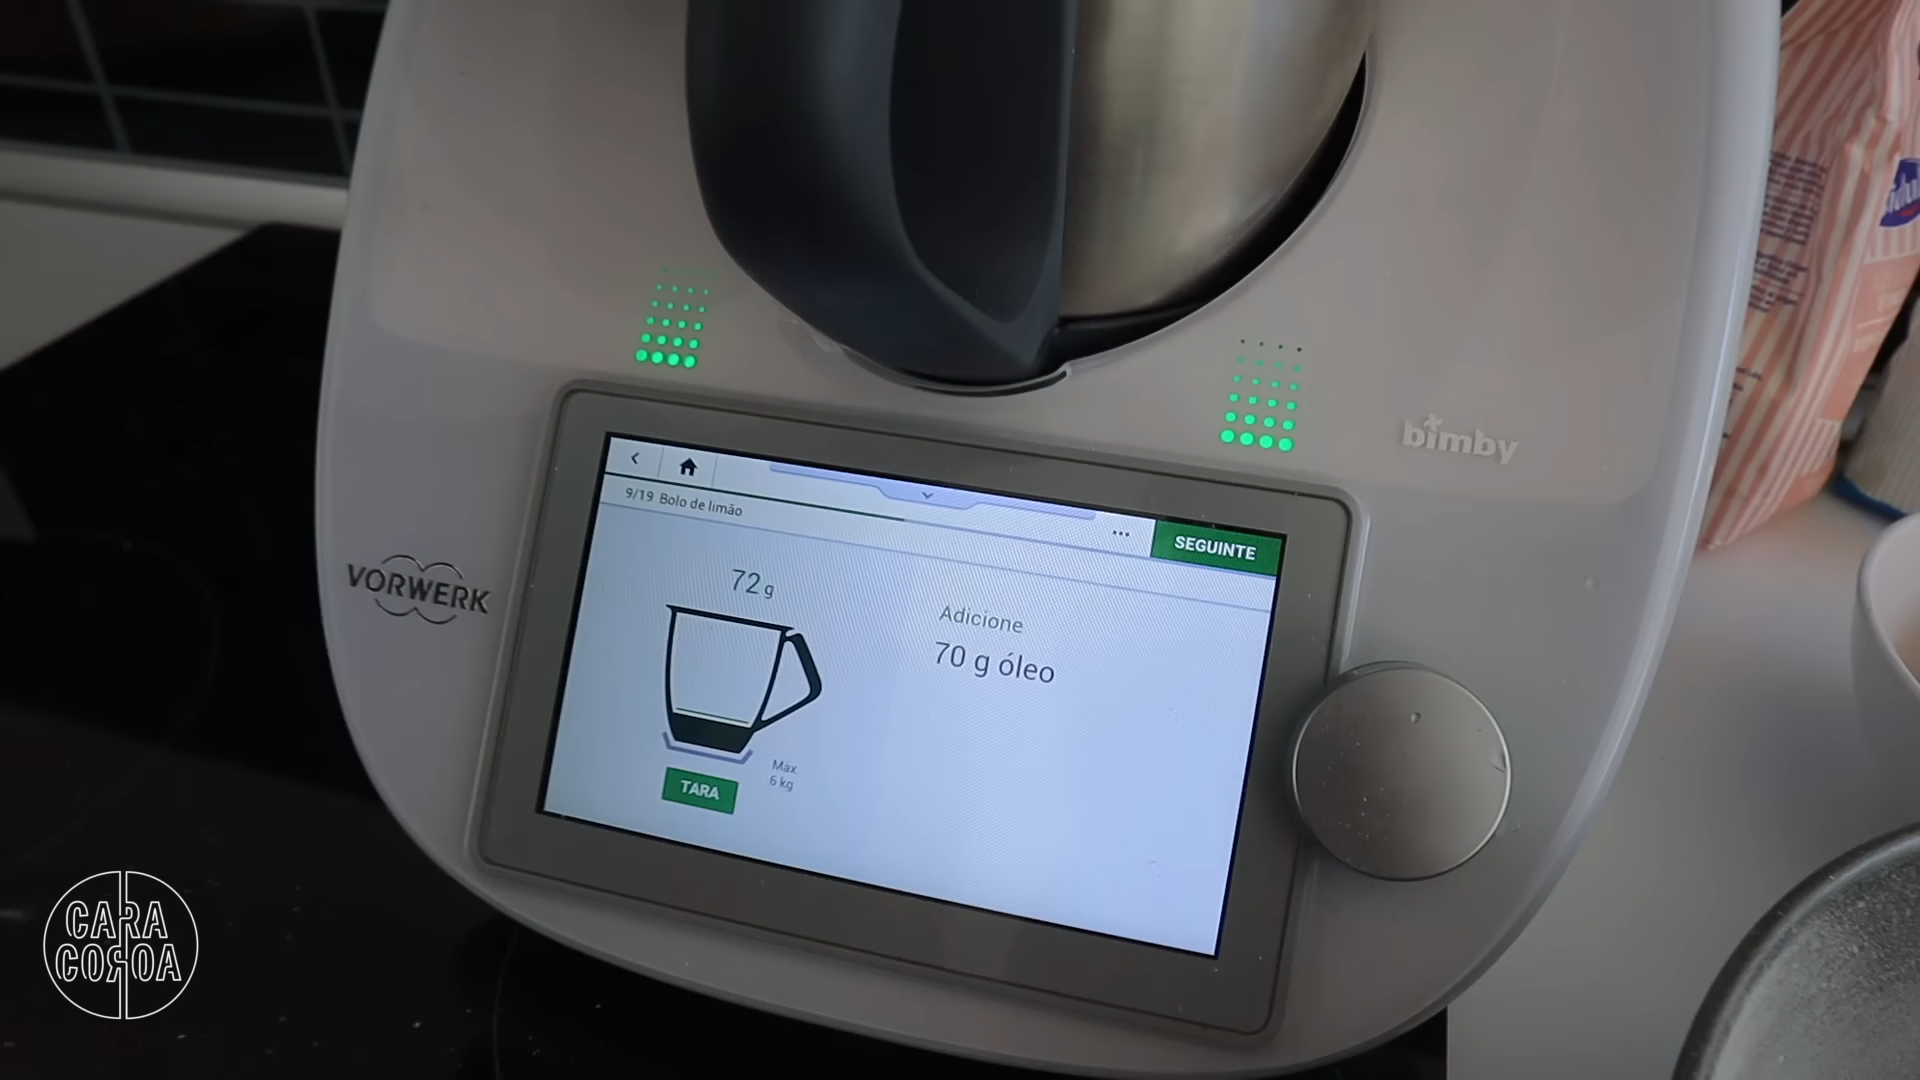 bimby
VORWERK
9/19 Bolo de limão
SEGUINTE
72 g
Adicione
70 g óleo
Máx.
6 kg
TARA
CARA
COROA